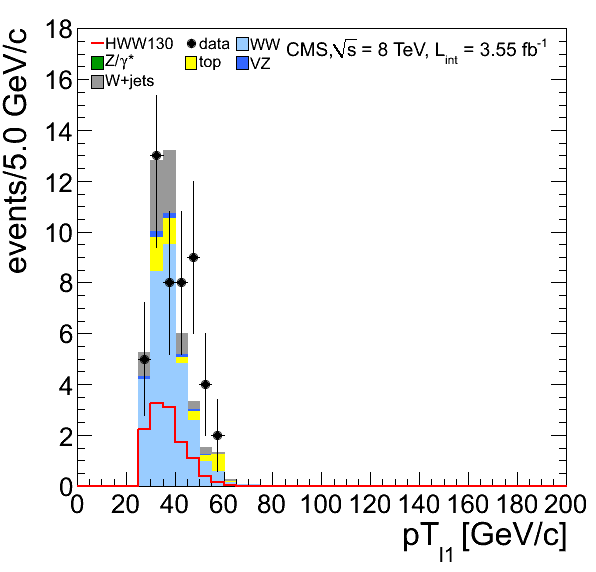 18
16
14
12
10
8
6
4
2
0
events/5.0 GeV/c
HWW130
data
WW
Z/γ*
top
VZ
W+jets
CMS,√s = 8 TeV, L_int = 3.55 fb⁻¹
0 20 40 60 80 100 120 140 160 180 200
pT_l1 [GeV/c]